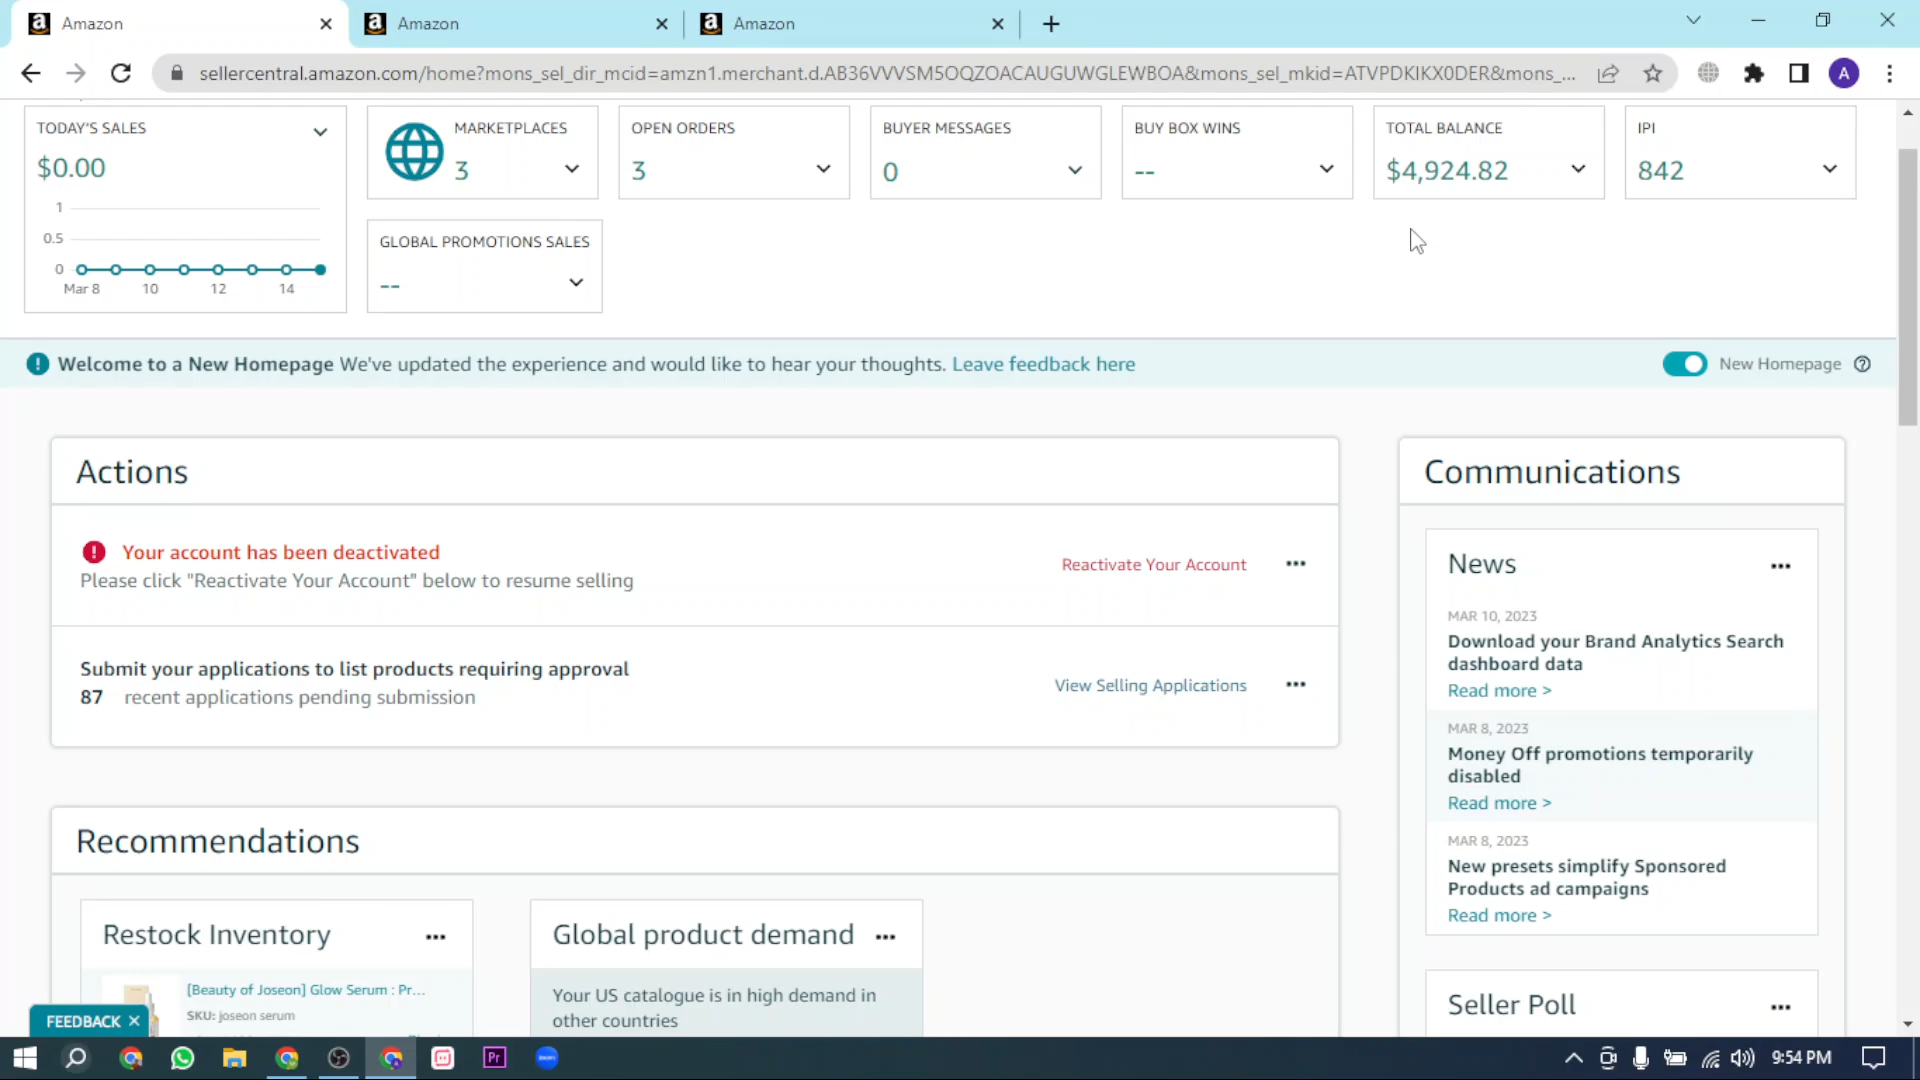 Amazon
Amazon
Amazon
sellercentral.amazon.com/home?mons_sel_dir_mcid=amzn1.merchant.d.AB36VVVSM5OQZOACAUGUWGLEWBOA&mons_sel_mkid=ATVPDKIKX0DER&mons_...
A
TODAY'S SALES
$0.00
1
0.5
0
Mar 8 10 12 14
MARKETPLACES
3
OPEN ORDERS
3
BUYER MESSAGES
0
BUY BOX WINS
--
TOTAL BALANCE
$4,924.82
IPI
842
GLOBAL PROMOTIONS SALES
--
Welcome to a New Homepage We've updated the experience and would like to hear your thoughts. Leave feedback here
New Homepage
Actions
Your account has been deactivated
Please click "Reactivate Your Account" below to resume selling
Reactivate Your Account
Submit your applications to list products requiring approval
87 recent applications pending submission
View Selling Applications
Recommendations
Restock Inventory
[Beauty of Joseon] Glow Serum : Pr...
SKU: joseon serum
Global product demand
Your US catalogue is in high demand in
other countries
Communications
News
MAR 10, 2023
Download your Brand Analytics Search
dashboard data
Read more >
MAR 8, 2023
Money Off promotions temporarily
disabled
Read more >
MAR 8, 2023
New presets simplify Sponsored
Products ad campaigns
Read more >
Seller Poll
FEEDBACK ×
Pr
9:54 PM